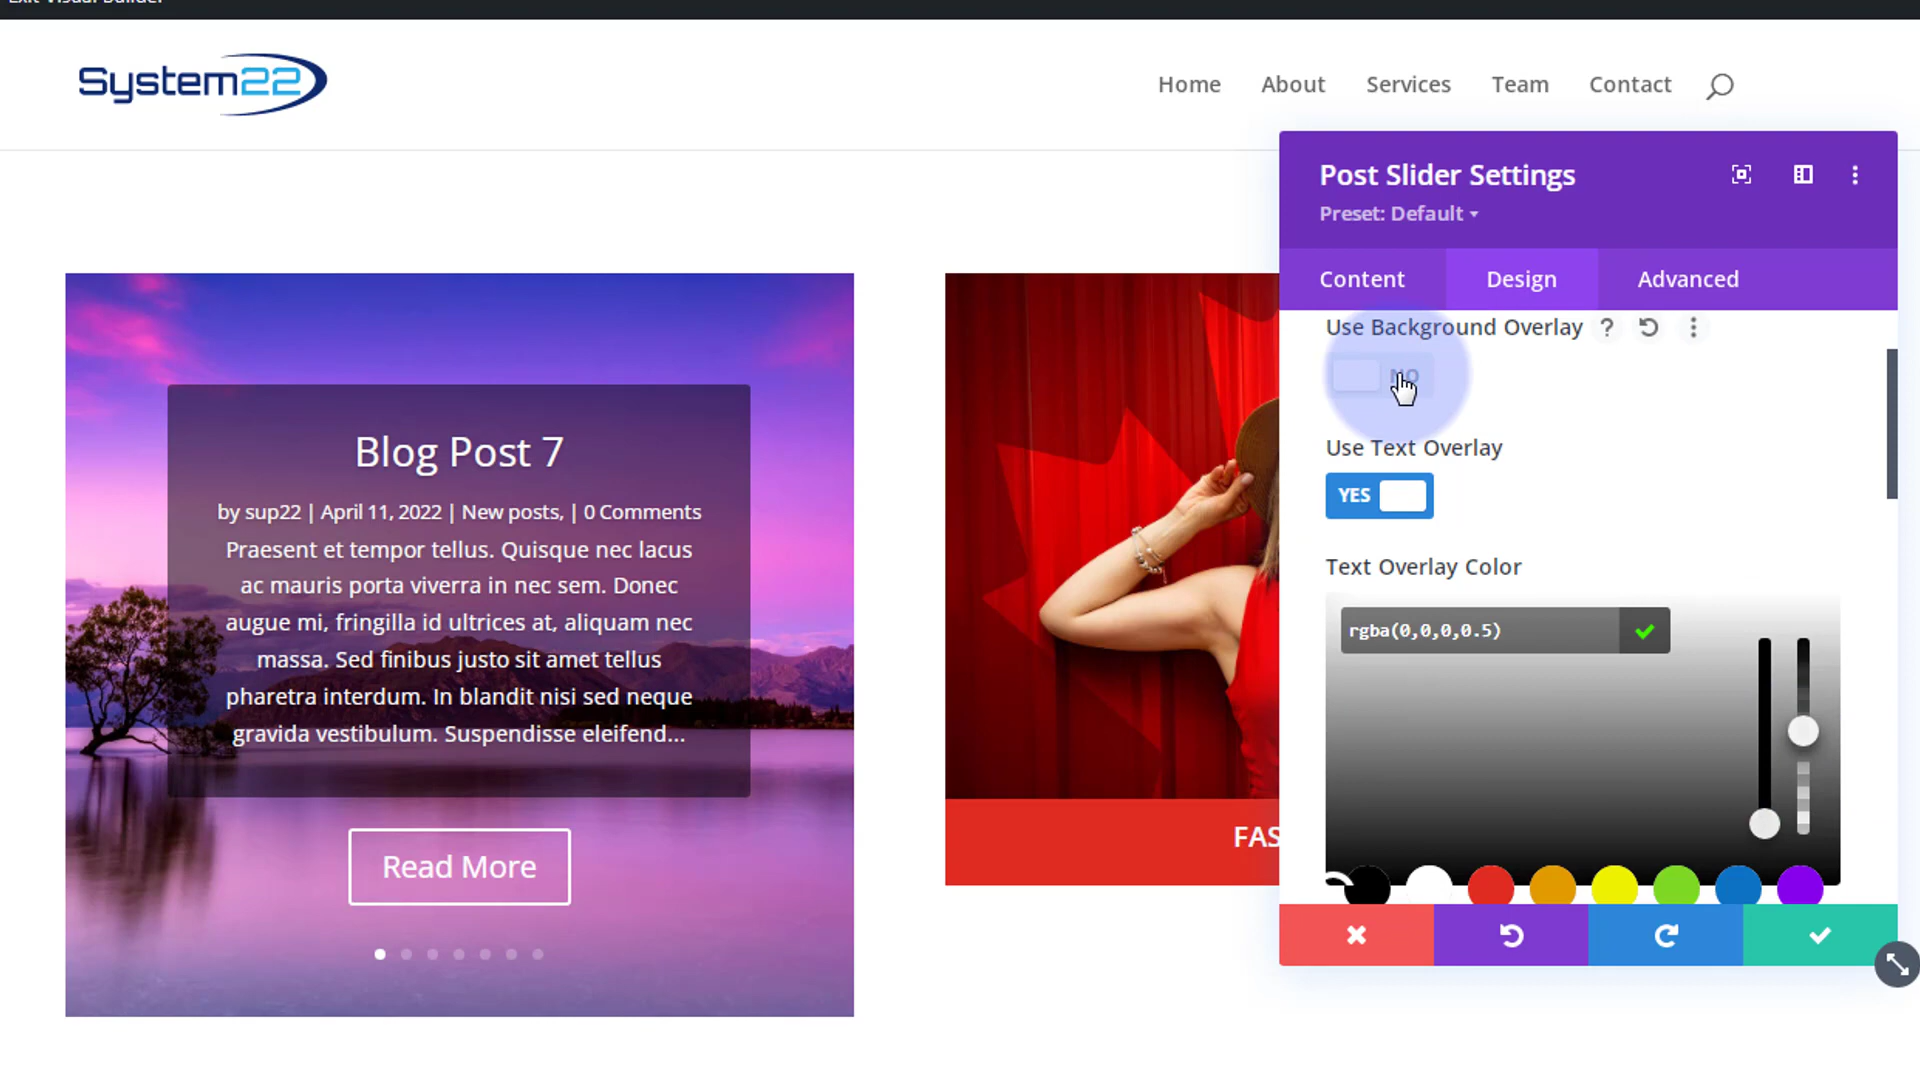 Exit Visual Builder
System22
Home About Services Team Contact
Post Slider Settings
Preset: Default
Content Design Advanced
Use Background Overlay ?
NO
Use Text Overlay
YES
Text Overlay Color
rgba(0,0,0,0.5)
Blog Post 7
by sup22 | April 11, 2022 | New posts, | 0 Comments
Praesent et tempor tellus. Quisque nec lacus
ac mauris porta viverra in nec sem. Donec
augue mi, fringilla id ultrices at, aliquam nec
massa. Sed finibus justo sit amet tellus
pharetra interdum. In blandit nisi sed neque
gravida vestibulum. Suspendisse eleifend...
Read More
FAS